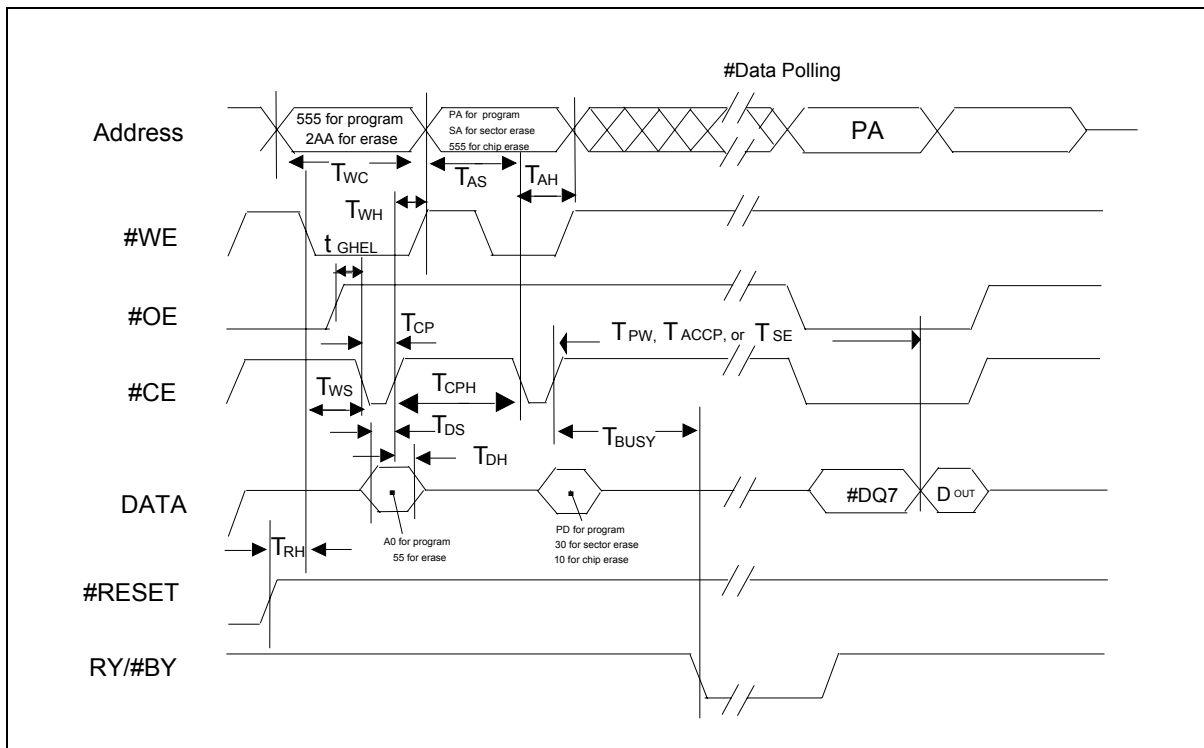 #Data Polling
Address
555 for program
2AA for erase
PA for program
SA for sector erase
555 for chip erase
PA
TWC
TAS
TAH
TWH
#WE
tGHEL
#OE
TCP
TPW, TACCP, or TSE
#CE
TWS
TCPH
TDS
TBUSY
TDH
DATA
#DQ7
DOUT
A0 for program
55 for erase
PD for program
30 for sector erase
10 for chip erase
TRH
#RESET
RY/#BY